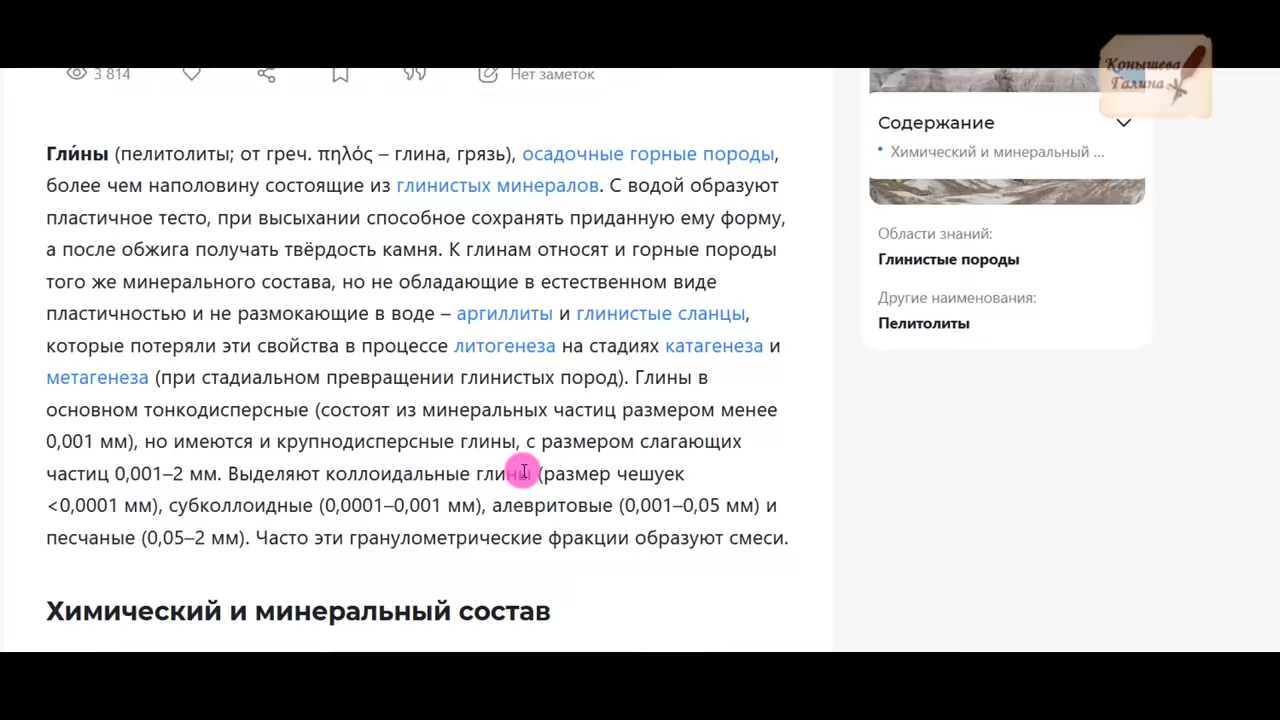 3 814
Нет заметок
Гли́ны (пелитолиты; от греч. πηλός – глина, грязь), осадочные горные породы,
более чем наполовину состоящие из глинистых минералов. С водой образуют
пластичное тесто, при высыхании способное сохранять приданную ему форму,
а после обжига получать твёрдость камня. К глинам относят и горные породы
того же минерального состава, но не обладающие в естественном виде
пластичностью и не размокающие в воде – аргиллиты и глинистые сланцы,
которые потеряли эти свойства в процессе литогенеза на стадиях катагенеза и
метагенеза (при стадиальном превращении глинистых пород). Глины в
основном тонкодисперсные (состоят из минеральных частиц размером менее
0,001 мм), но имеются и крупнодисперсные глины, с размером слагающих
частиц 0,001–2 мм. Выделяют коллоидальные глины (размер чешуек
<0,0001 мм), субколлоидные (0,0001–0,001 мм), алевритовые (0,001–0,05 мм) и
песчаные (0,05–2 мм). Часто эти гранулометрические фракции образуют смеси.
Химический и минеральный состав
Конышева
Галина
Содержание
Химический и минеральный ...
Области знаний:
Глинистые породы
Другие наименования:
Пелитолиты